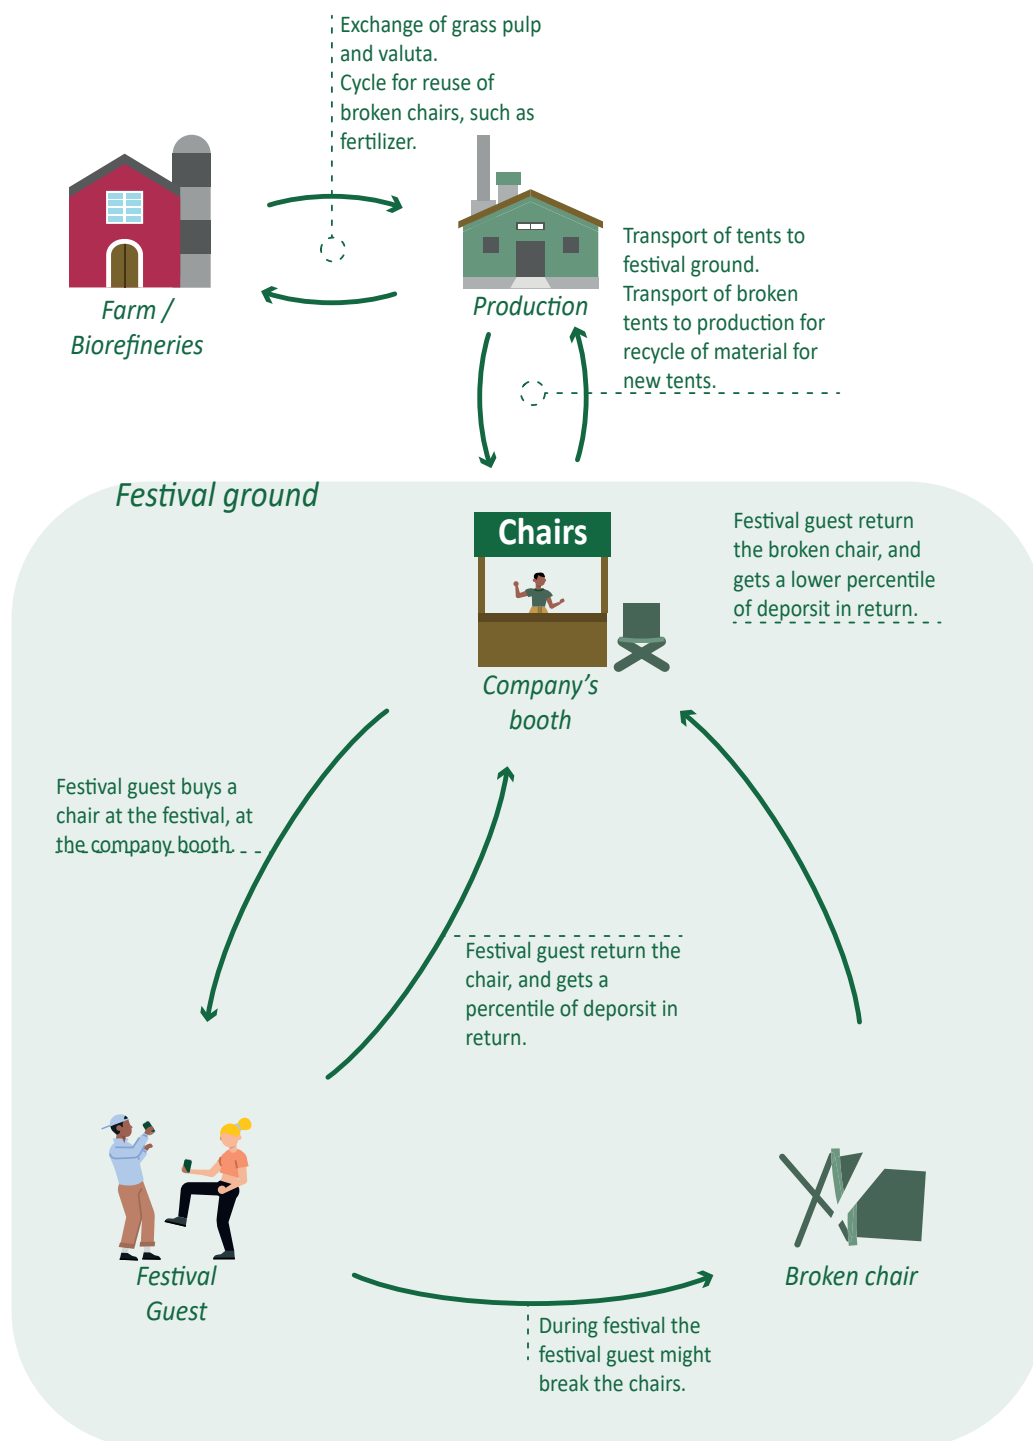 Exchange of grass pulp
and valuta.
Cycle for reuse of
broken chairs, such as
fertilizer.
Farm /
Biorefineries
Production
Transport of tents to
festival ground.
Transport of broken
tents to production for
recycle of material for
new tents.
Festival ground
Chairs
Company's
booth
Festival guest return
the broken chair, and
gets a lower percentile
of deporsit in return.
Festival guest buys a
chair at the festival, at
the company booth.
Festival guest return the
chair, and gets a
percentile of deporsit in
return.
Festival
Guest
Broken chair
During festival the
festival guest might
break the chairs.